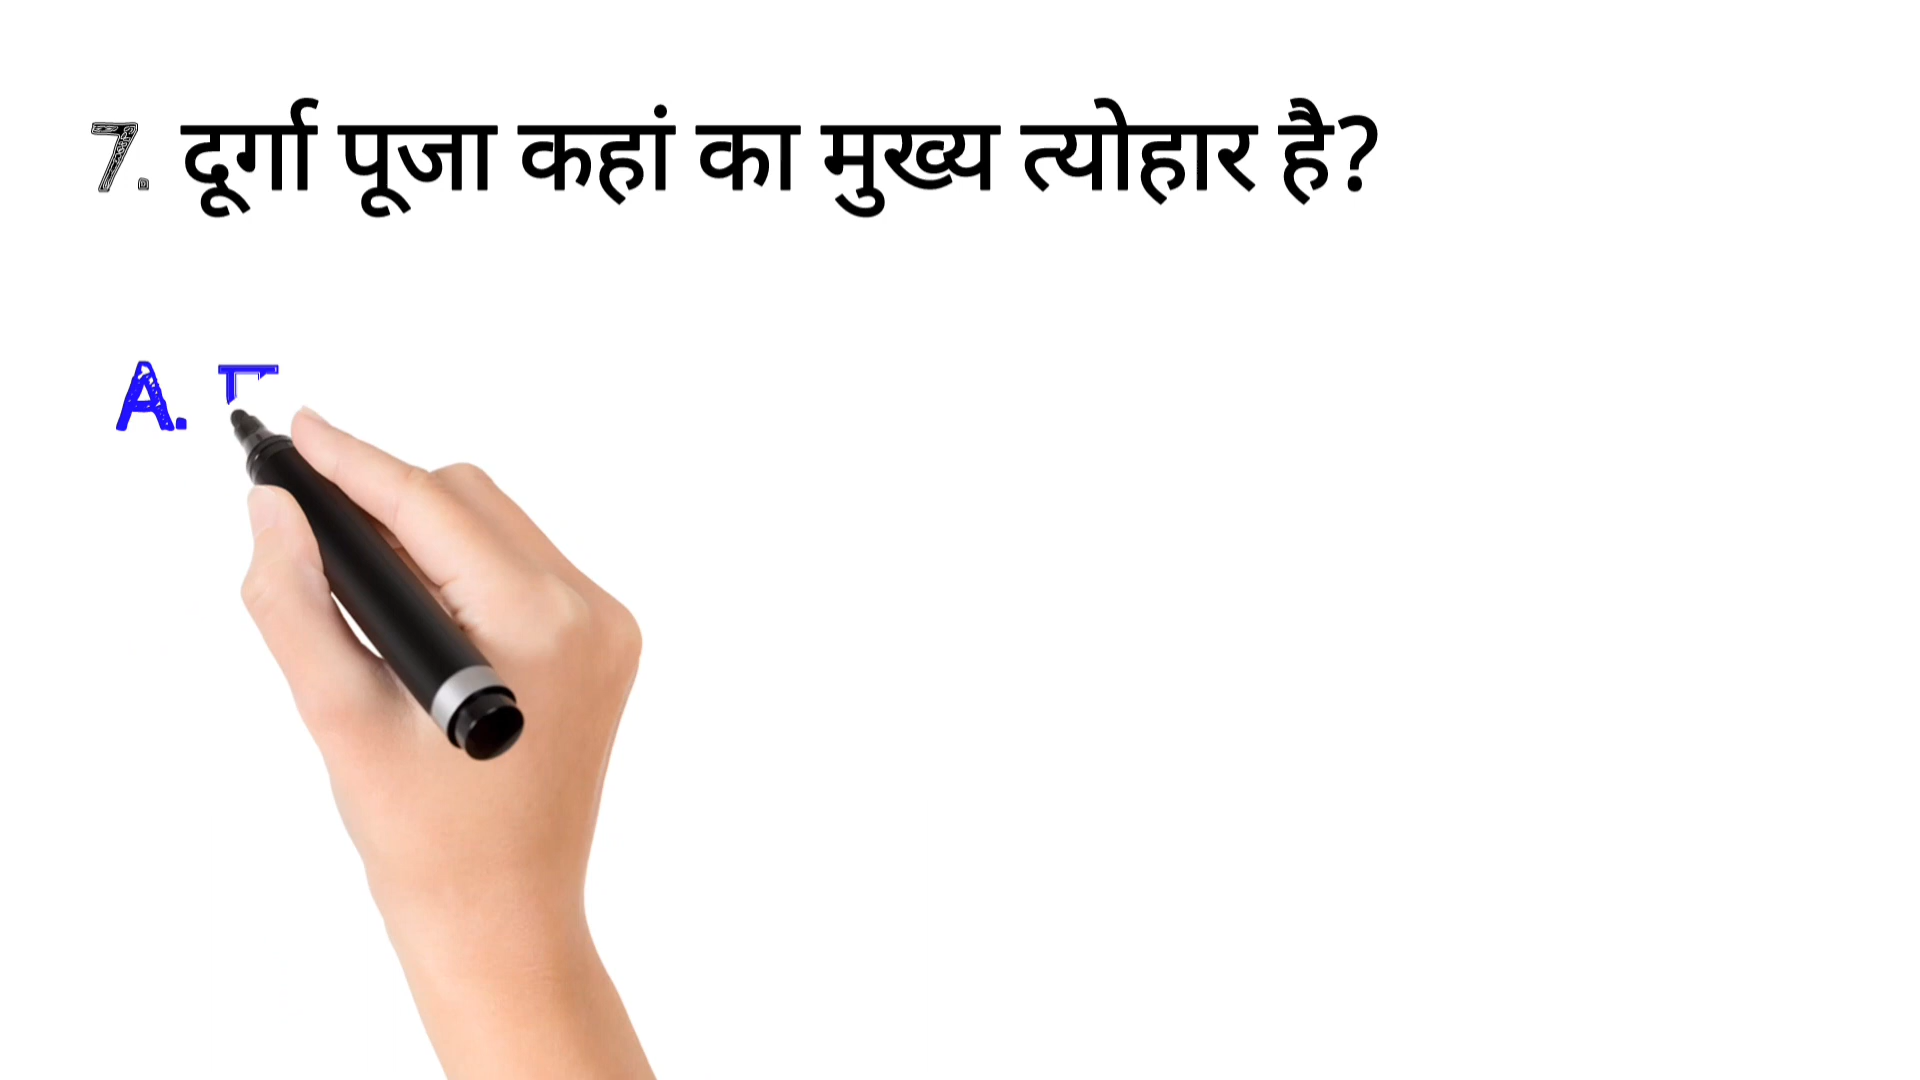 7. दूर्गा पूजा कहां का मुख्य त्योहार है?
A.